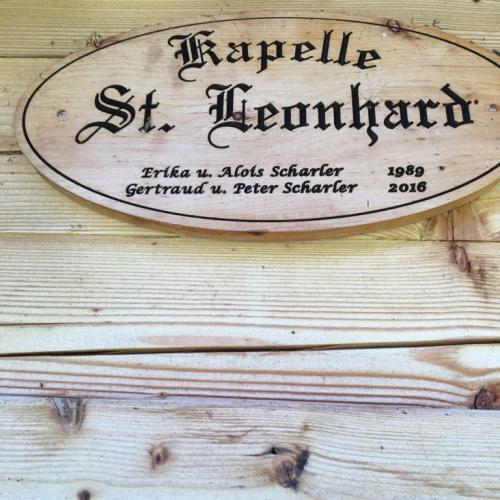 Kapelle
St. Leonhard
Erika u. Alois Scharler 1989
Gertraud u. Peter Scharler 2016